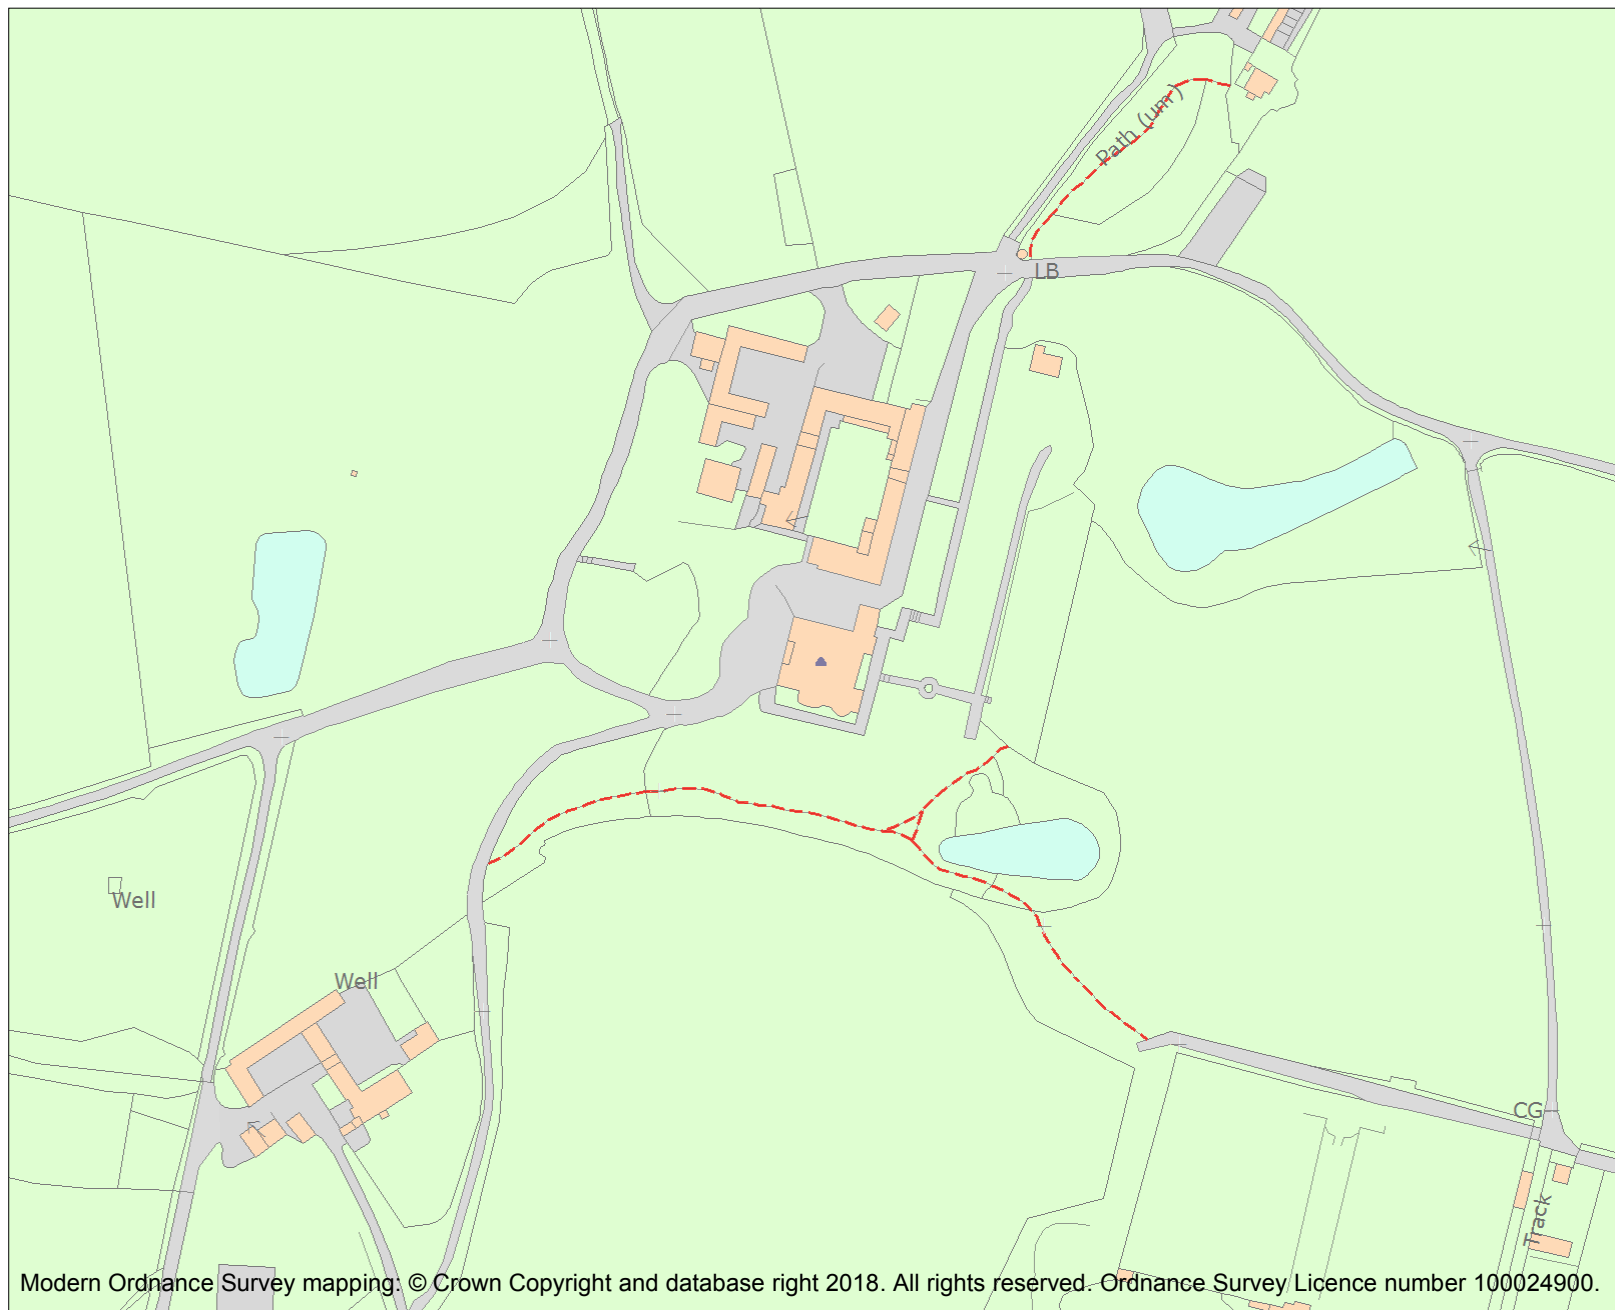 Path (um)
LB
Well
Well
CG
Track
Modern Ordnance Survey mapping: © Crown Copyright and database right 2018. All rights reserved. Ordnance Survey Licence number 100024900.